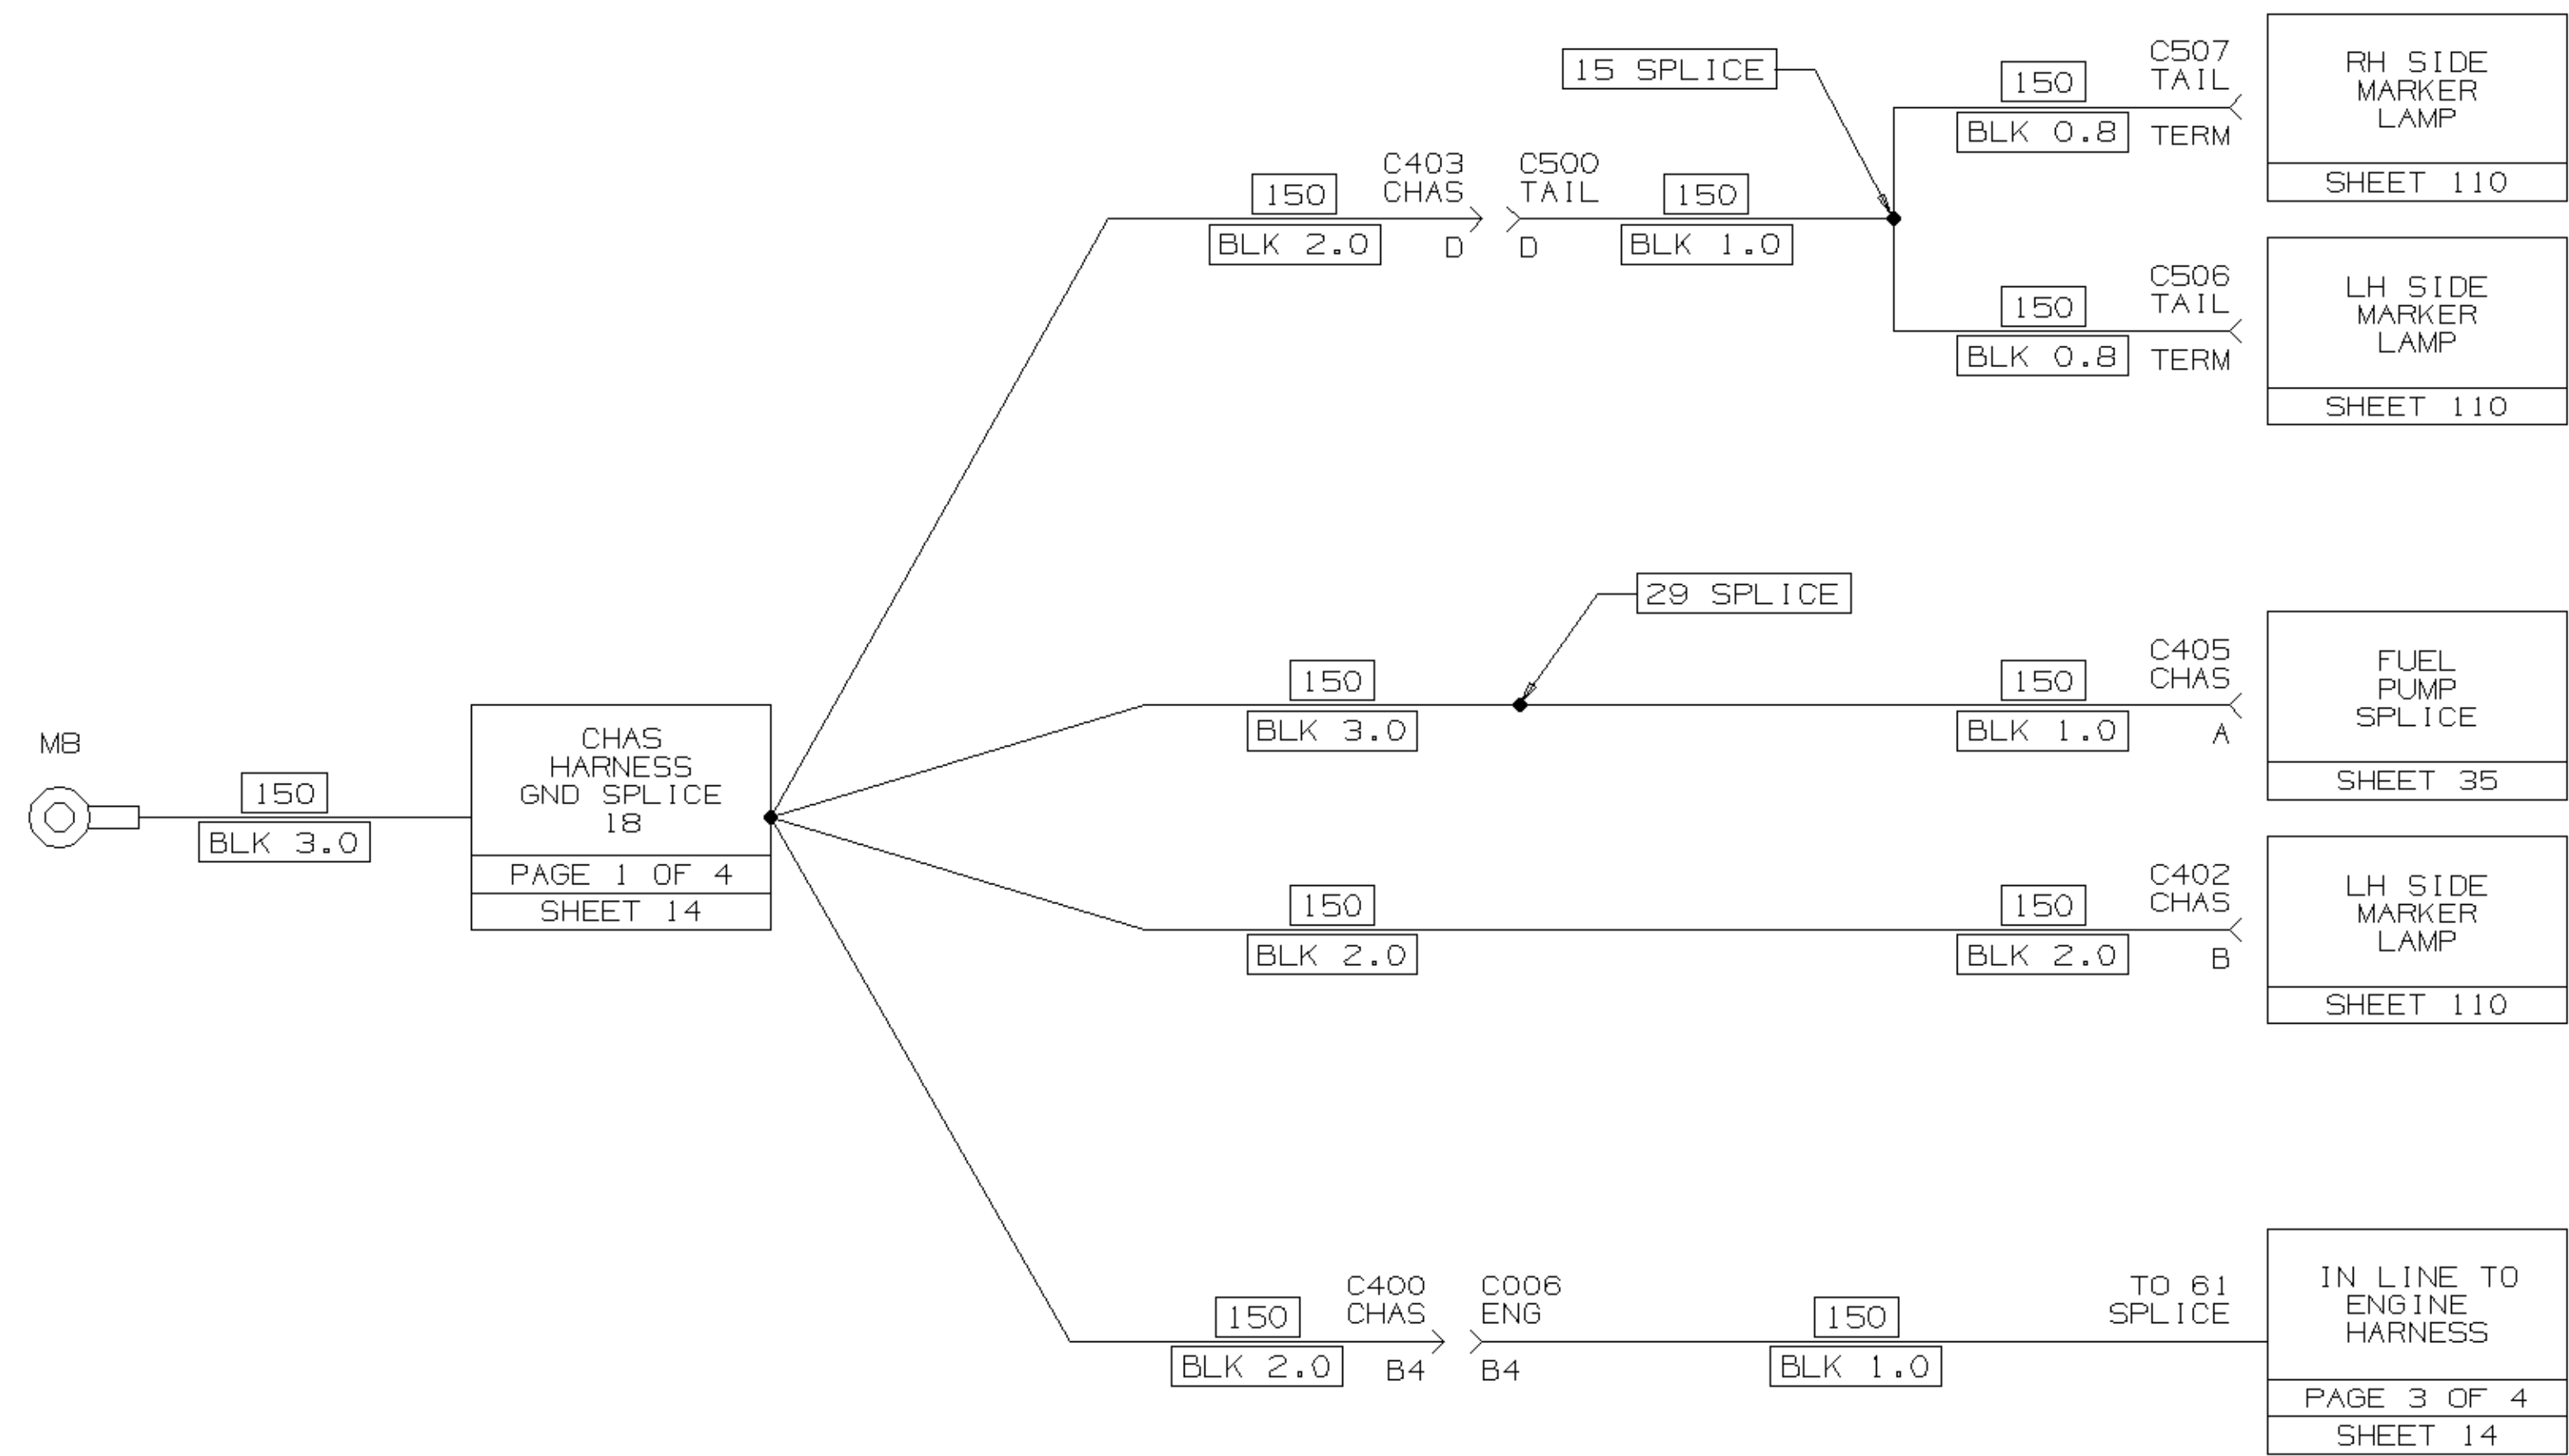 15 SPLICE
150
BLK 2.0
C403
CHAS
D
C500
TAIL
D
150
BLK 1.0
150
BLK 0.8
C507
TAIL
TERM
RH SIDE
MARKER
LAMP
SHEET 110
150
BLK 0.8
C506
TAIL
TERM
LH SIDE
MARKER
LAMP
SHEET 110
29 SPLICE
150
BLK 3.0
150
BLK 1.0
C405
CHAS
A
FUEL
PUMP
SPLICE
SHEET 35
M8
150
BLK 3.0
CHAS
HARNESS
GND SPLICE
18
PAGE 1 OF 4
SHEET 14
150
BLK 2.0
150
BLK 2.0
C402
CHAS
B
LH SIDE
MARKER
LAMP
SHEET 110
150
BLK 2.0
C400
CHAS
B4
C006
ENG
B4
150
BLK 1.0
TO 61
SPLICE
IN LINE TO
ENGINE
HARNESS
PAGE 3 OF 4
SHEET 14